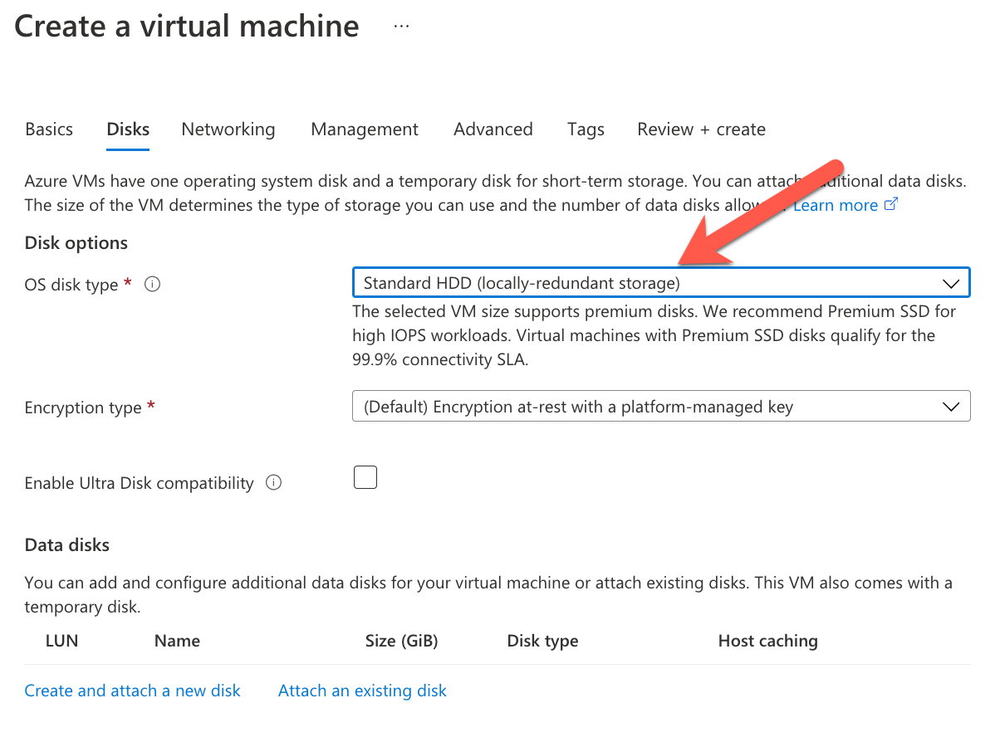 Create a virtual machine ...
Basics Disks Networking Management Advanced Tags Review + create
Azure VMs have one operating system disk and a temporary disk for short-term storage. You can attach additional data disks.
The size of the VM determines the type of storage you can use and the number of data disks Learn more
Disk options
OS disk type *
Standard HDD (locally-redundant storage)
The selected VM size supports premium disks. We recommend Premium SSD for
high IOPS workloads. Virtual machines with Premium SSD disks qualify for the
99.9% connectivity SLA.
Encryption type *
(Default) Encryption at-rest with a platform-managed key
Enable Ultra Disk compatibility
Data disks
You can add and configure additional data disks for your virtual machine or attach existing disks. This VM also comes with a
temporary disk.
LUN Name Size (GiB) Disk type Host caching
Create and attach a new disk Attach an existing disk